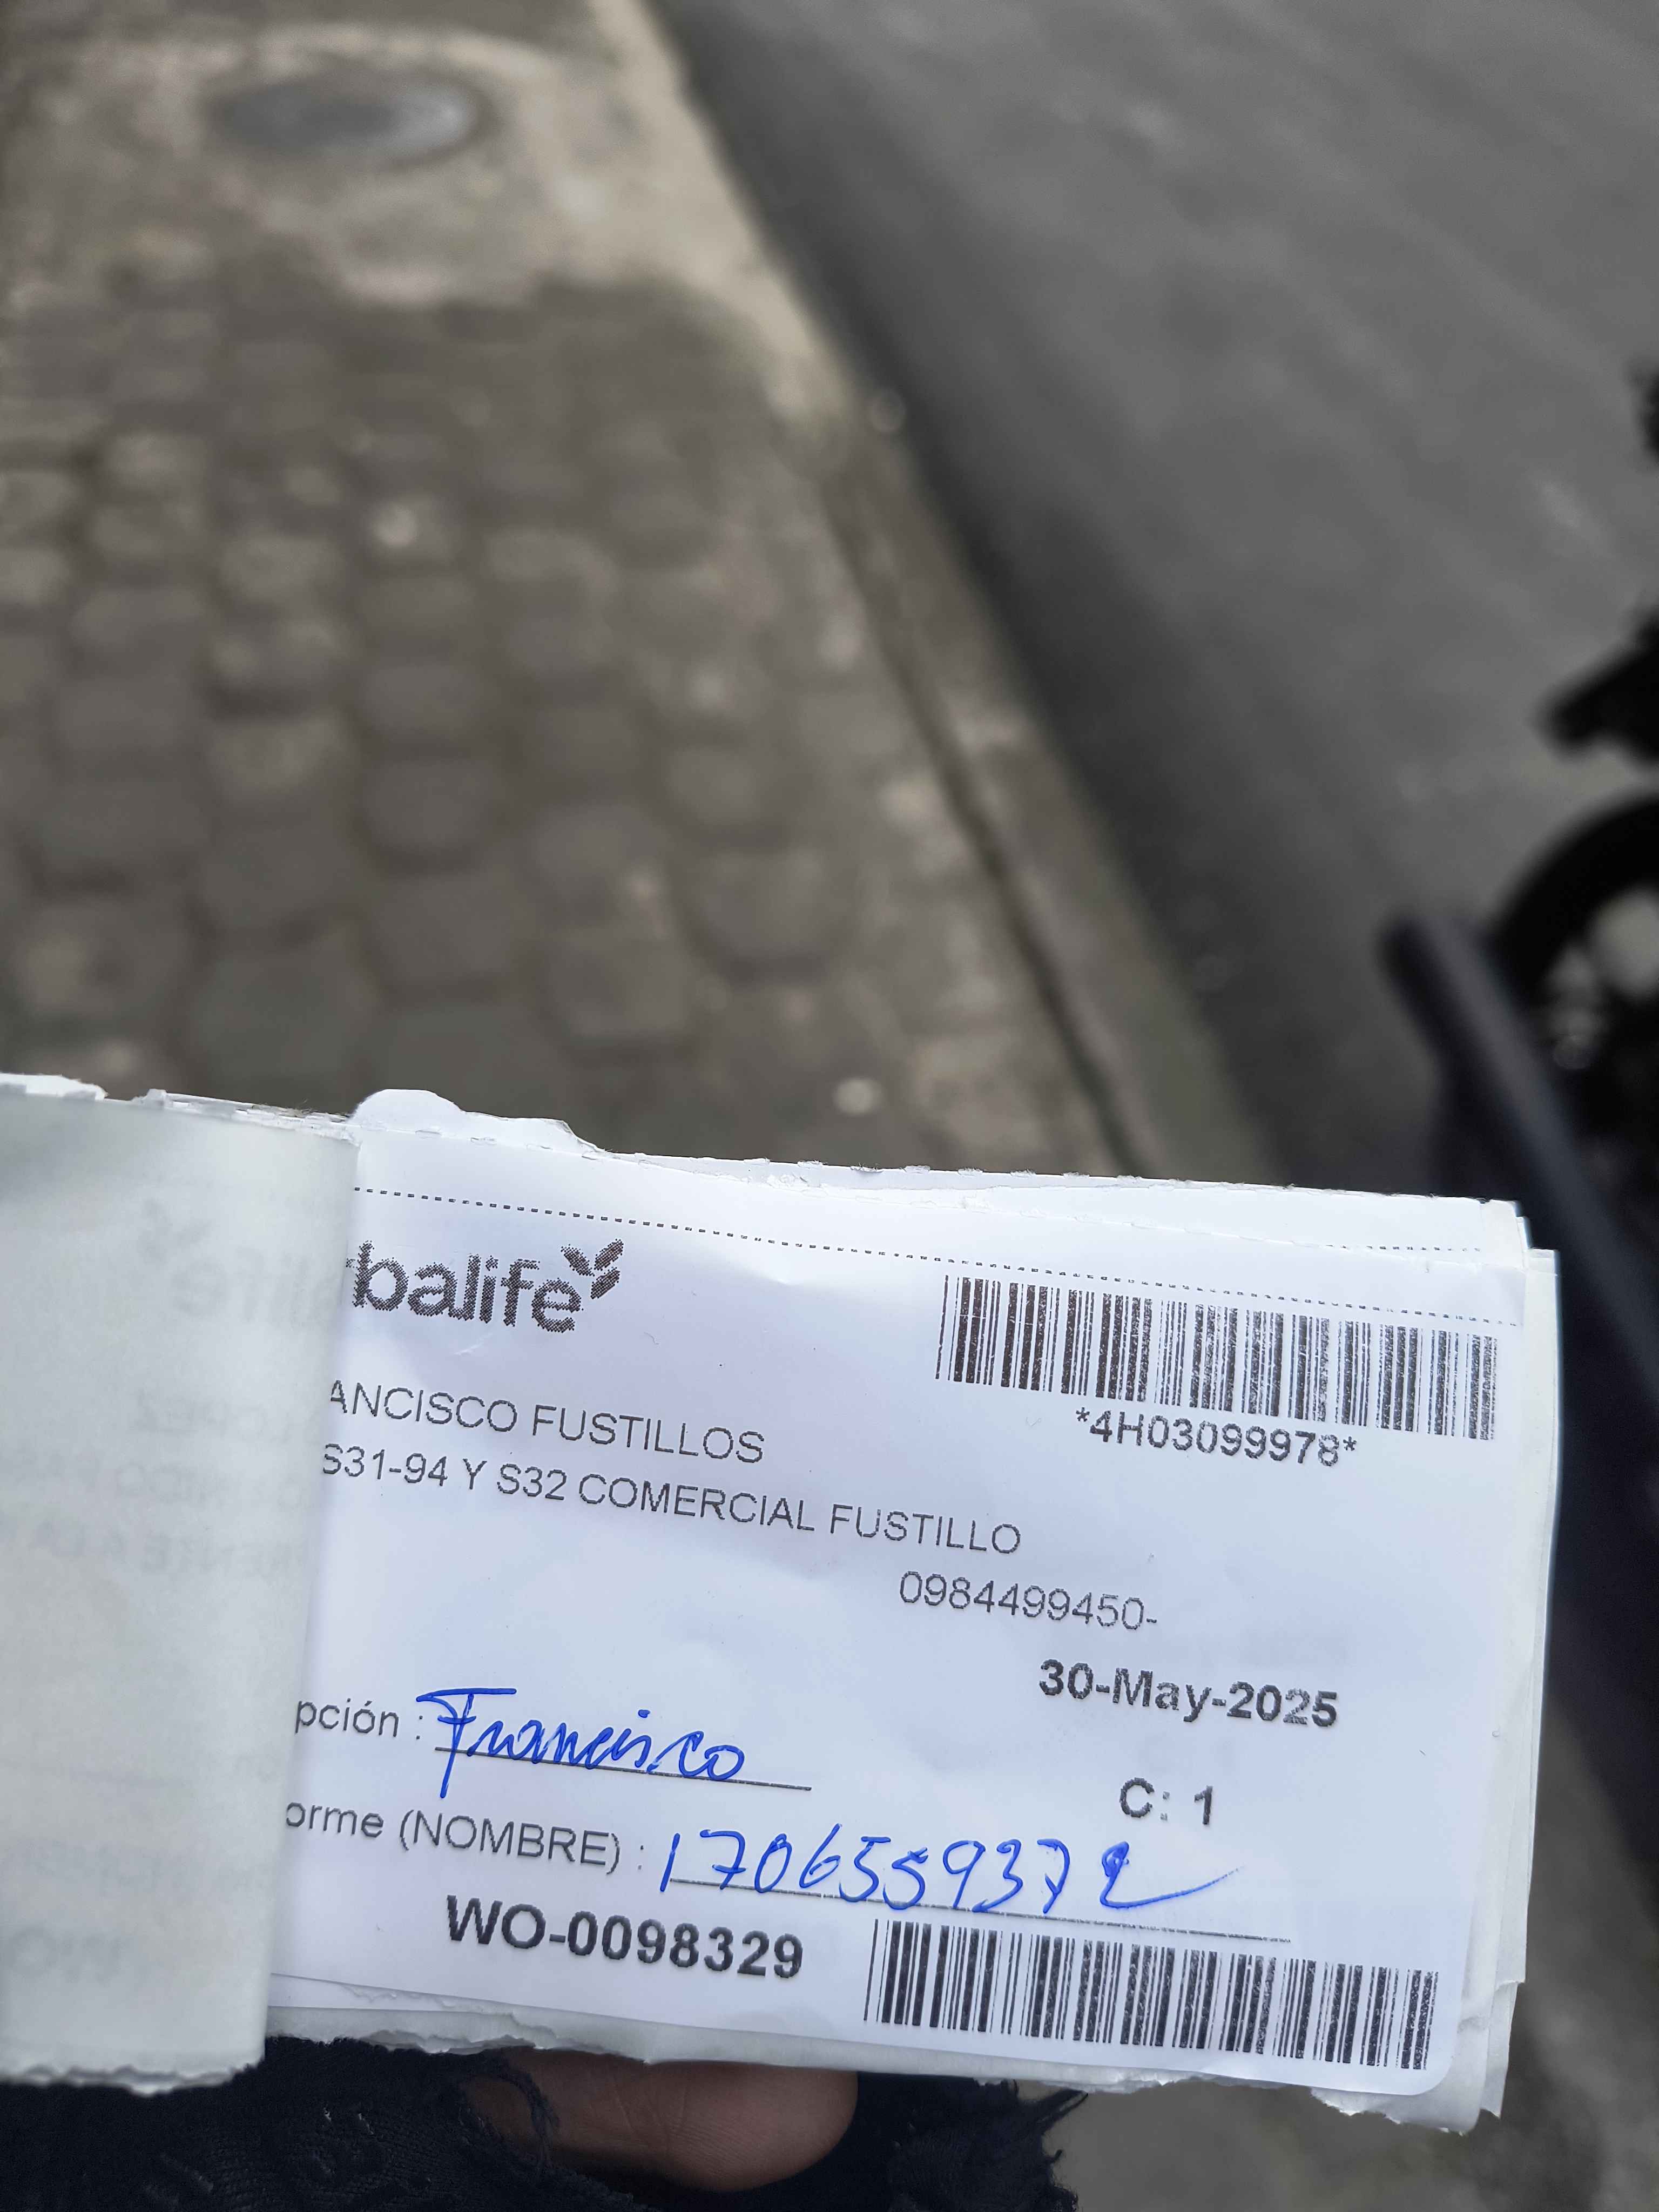 balife
*4H03099978*
ANCISCO FUSTILLOS
S31-94 Y S32 COMERCIAL FUSTILLO
0984499450-
30-May-2025
pción : Francisco
C: 1
orme (NOMBRE) : 1706559372
WO-0098329